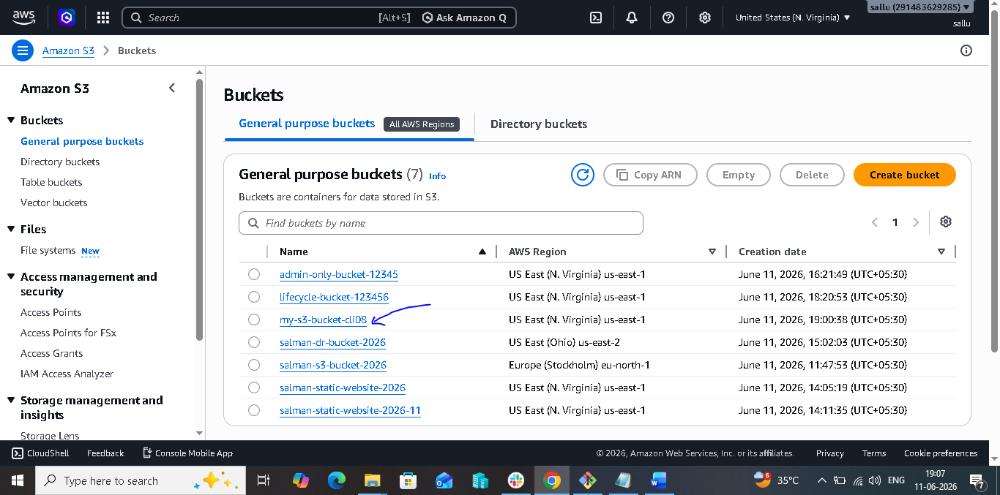 aws
Search [Alt+S] Ask Amazon Q
United States (N. Virginia) ▼
sallu (291483629285) ▼
sallu
Amazon S3 > Buckets
Amazon S3
Buckets
General purpose buckets
Directory buckets
Table buckets
Vector buckets
Files
File systems New
Access management and
security
Access Points
Access Points for FSx
Access Grants
IAM Access Analyzer
Storage management and
insights
Storage Lens
Buckets
General purpose buckets All AWS Regions Directory buckets
General purpose buckets (7) Info
Copy ARN Empty Delete Create bucket
Buckets are containers for data stored in S3.
Find buckets by name
1
Name AWS Region Creation date
admin-only-bucket-12345 US East (N. Virginia) us-east-1 June 11, 2026, 16:21:49 (UTC+05:30)
lifecycle-bucket-123456 US East (N. Virginia) us-east-1 June 11, 2026, 18:20:53 (UTC+05:30)
my-s3-bucket-cli08 US East (N. Virginia) us-east-1 June 11, 2026, 19:00:38 (UTC+05:30)
salman-dr-bucket-2026 US East (Ohio) us-east-2 June 11, 2026, 15:02:03 (UTC+05:30)
salman-s3-bucket-2026 Europe (Stockholm) eu-north-1 June 11, 2026, 11:47:53 (UTC+05:30)
salman-static-website-2026 US East (N. Virginia) us-east-1 June 11, 2026, 14:05:19 (UTC+05:30)
salman-static-website-2026-11 US East (N. Virginia) us-east-1 June 11, 2026, 14:11:35 (UTC+05:30)
CloudShell Feedback Console Mobile App © 2026, Amazon Web Services, Inc. or its affiliates. Privacy Terms Cookie preferences
Type here to search
6
35°C
ENG
19:07
11-06-2026
7